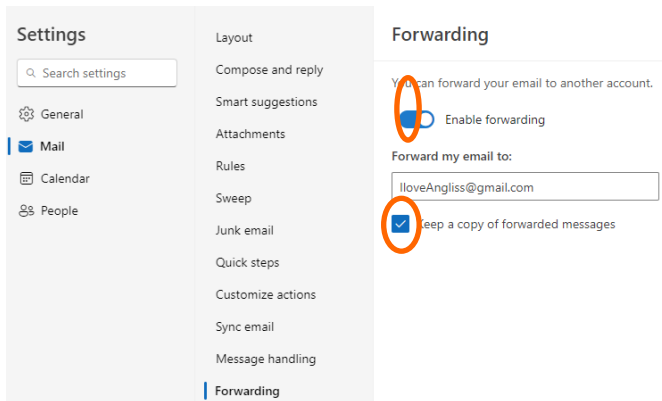 Settings
Search settings
General
Mail
Calendar
People
Layout
Compose and reply
Smart suggestions
Attachments
Rules
Sweep
Junk email
Quick steps
Customize actions
Sync email
Message handling
Forwarding
Forwarding
You can forward your email to another account.
Enable forwarding
Forward my email to:
IloveAngliss@gmail.com
Keep a copy of forwarded messages